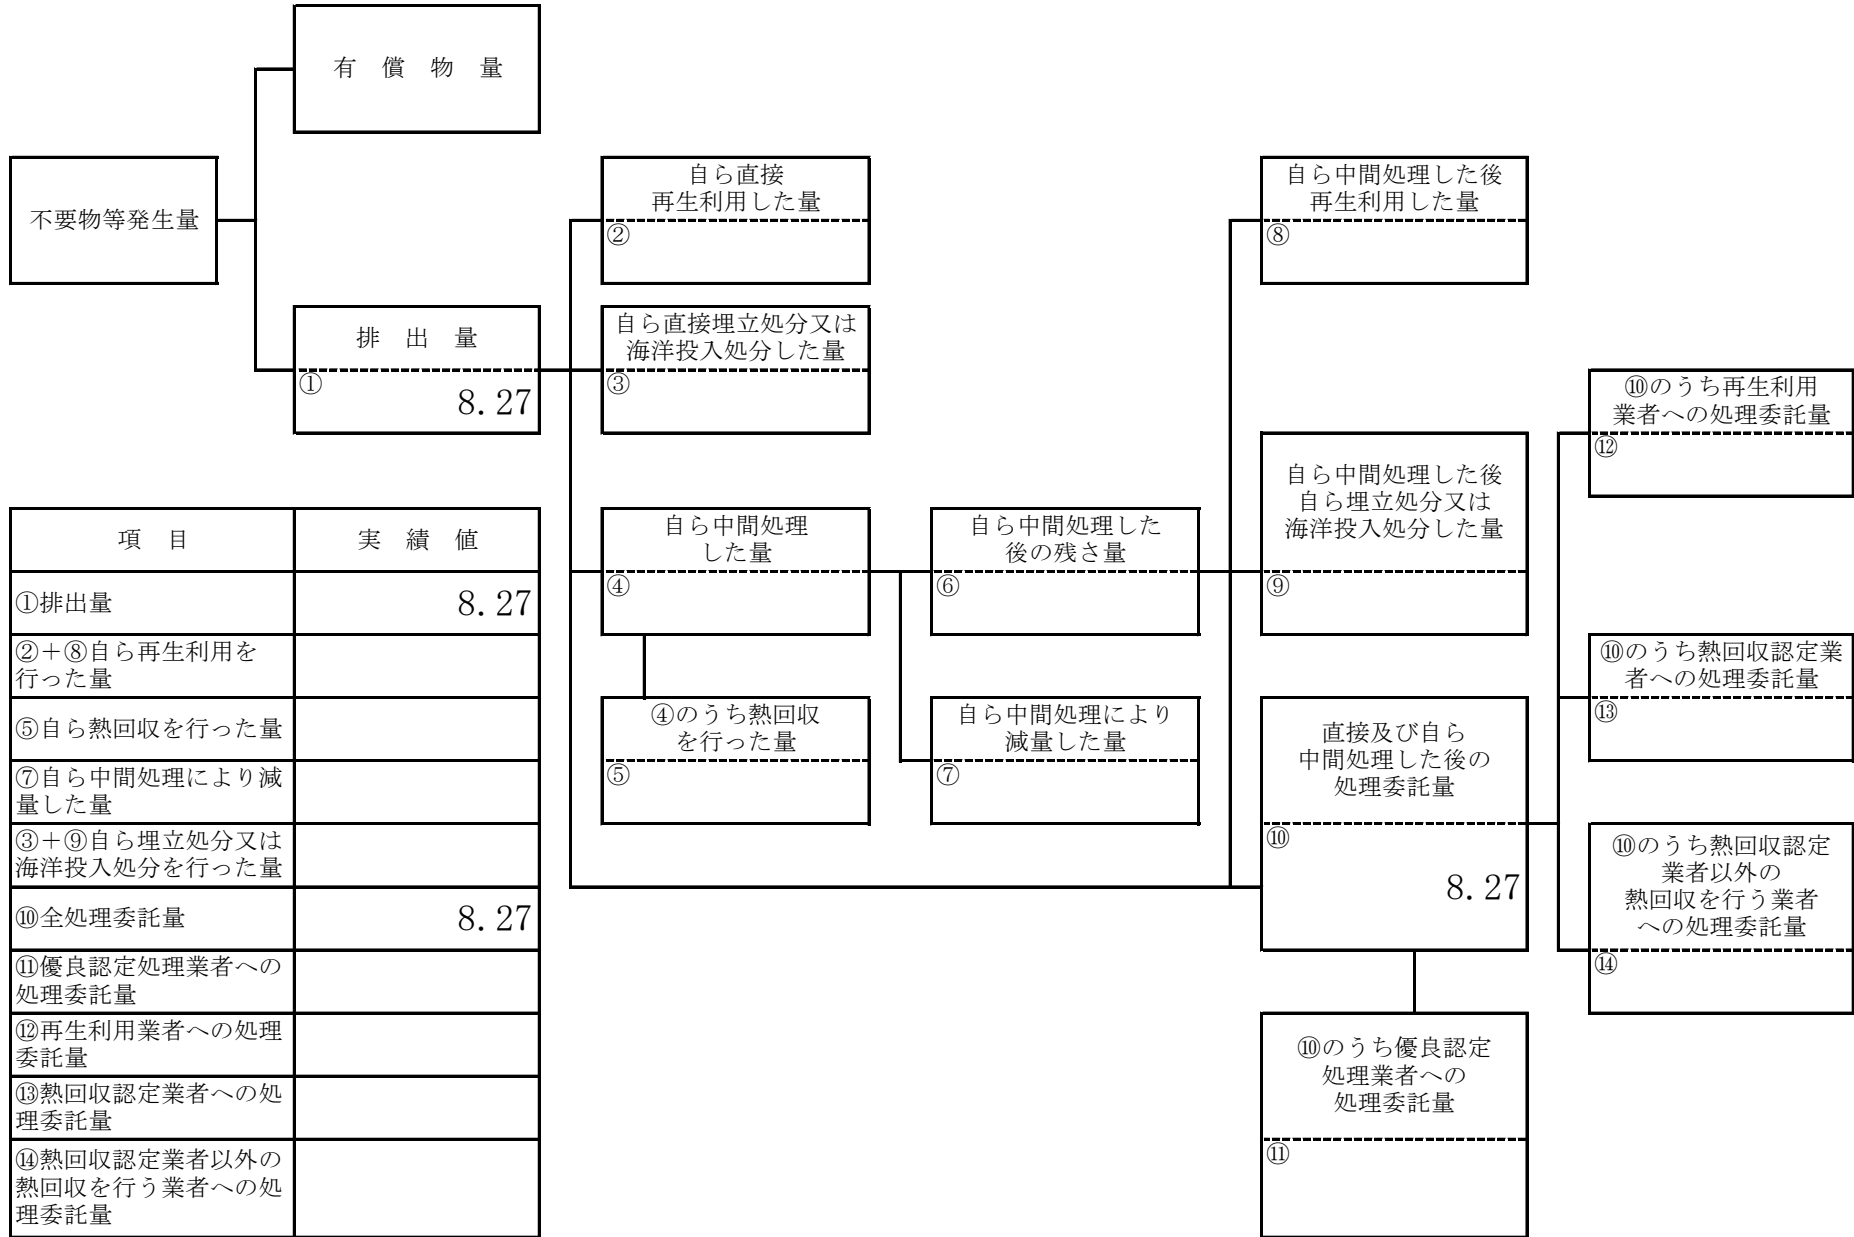 有　償　物　量
不要物等発生量
排　出　量
①
8.27
自ら直接
再生利用した量
②
自ら直接埋立処分又は
海洋投入処分した量
③
自ら中間処理
した量
④
④のうち熱回収
を行った量
⑤
自ら中間処理した
後の残さ量
⑥
自ら中間処理により
減量した量
⑦
自ら中間処理した後
再生利用した量
⑧
自ら中間処理した後
自ら埋立処分又は
海洋投入処分した量
⑨
直接及び自ら
中間処理した後の
処理委託量
⑩
8.27
⑩のうち優良認定
処理業者への
処理委託量
⑪
⑩のうち再生利用
業者への処理委託量
⑫
⑩のうち熱回収認定業
者への処理委託量
⑬
⑩のうち熱回収認定
業者以外の
熱回収を行う業者
への処理委託量
⑭
項　目　実　績　値
①排出量　8.27
②＋⑧自ら再生利用を
行った量
⑤自ら熱回収を行った量
⑦自ら中間処理により減
量した量
③＋⑨自ら埋立処分又は
海洋投入処分を行った量
⑩全処理委託量　8.27
⑪優良認定処理業者への
処理委託量
⑫再生利用業者への処理
委託量
⑬熱回収認定業者への処
理委託量
⑭熱回収認定業者以外の
熱回収を行う業者への処
理委託量